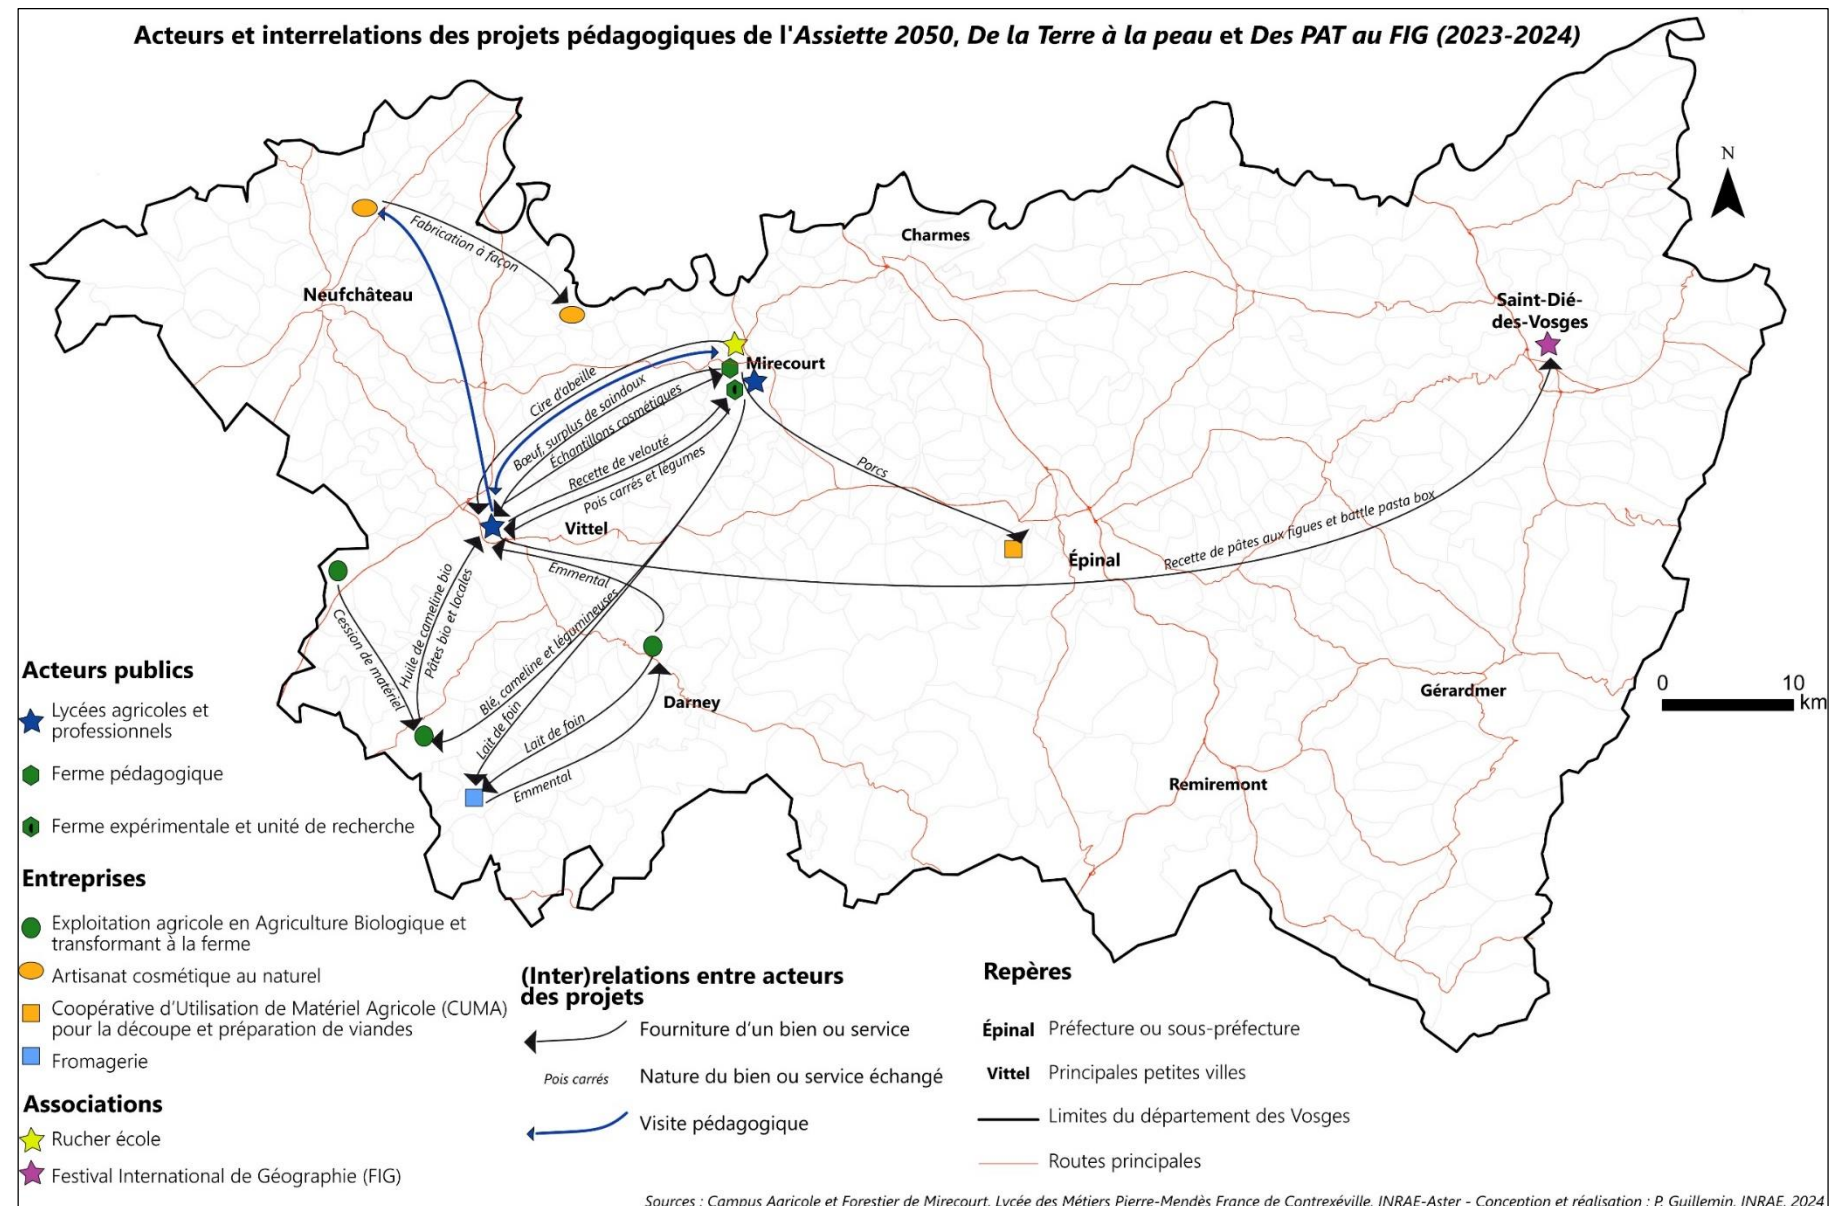 Acteurs et interrelations des projets pédagogiques de l'Assiette 2050, De la Terre à la peau et Des PAT au FIG (2023-2024)
N
Charmes
Fabrication à façon
Neufchâteau
Saint-Dié-
des-Vosges
Mirecourt
Cire d'abeille
Bœuf, surplus de saindoux
Échantillons cosmétiques
Recette de velouté
Pois carrés et légumes
Porcs
Recette de pâtes aux figues et battle pasta box
Vittel
Épinal
Emmental
Huile de cameline bio
Pâtes bio et locales
Cession de matériel
Blé, cameline et légumineuses
Lait de foin
Lait de foin
Emmental
Darney
Gérardmer
0 10
km
Remiremont
Acteurs publics
Lycées agricoles et
professionnels
Ferme pédagogique
Ferme expérimentale et unité de recherche
Entreprises
Exploitation agricole en Agriculture Biologique et
transformant à la ferme
Artisanat cosmétique au naturel
Coopérative d'Utilisation de Matériel Agricole (CUMA)
pour la découpe et préparation de viandes
Fromagerie
Associations
Rucher école
Festival International de Géographie (FIG)
(Inter)relations entre acteurs
des projets
Fourniture d'un bien ou service
Pois carrés Nature du bien ou service échangé
Visite pédagogique
Repères
Épinal Préfecture ou sous-préfecture
Vittel Principales petites villes
Limites du département des Vosges
Routes principales
Sources : Campus Agricole et Forestier de Mirecourt, Lycée des Métiers Pierre-Mendès France de Contrexéville, INRAE-Aster - Conception et réalisation : P. Guillemin, INRAE, 2024